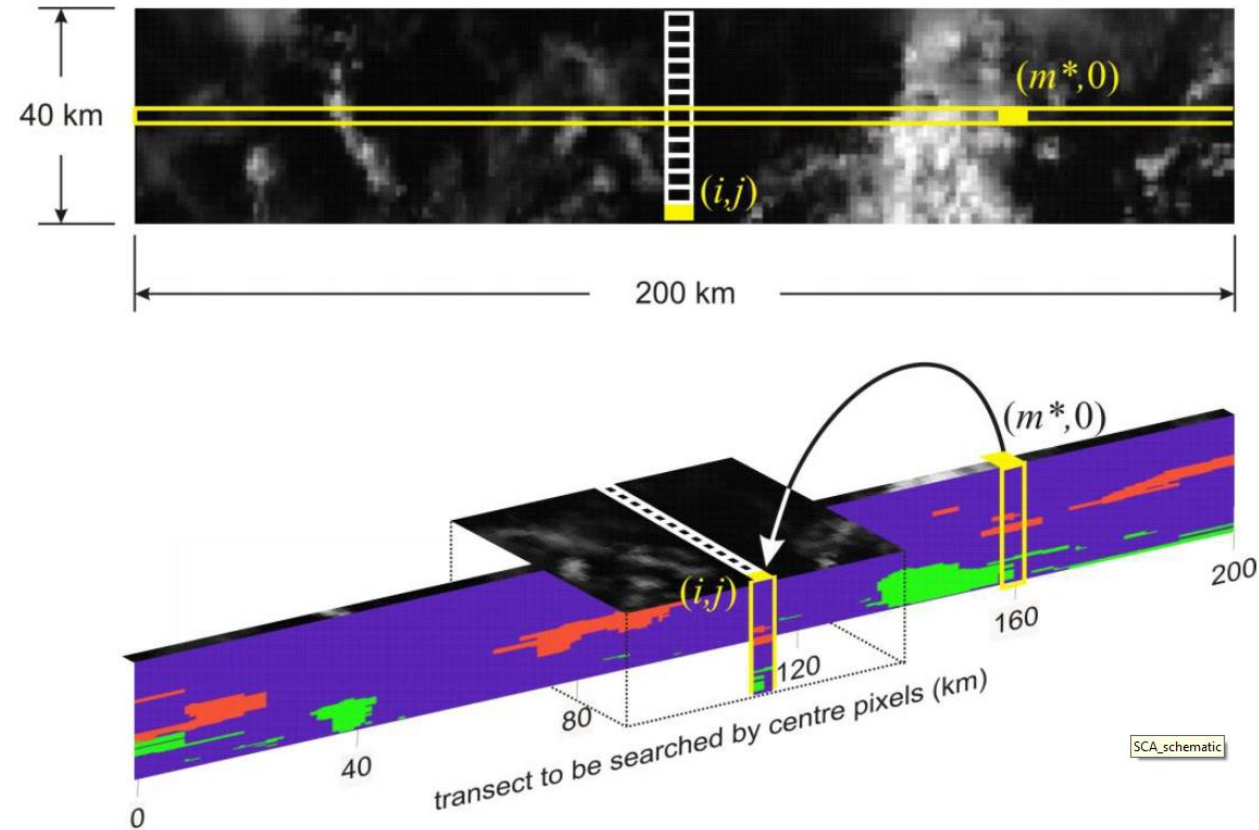 40 km
(m*,0)
(i,j)
200 km
(m*,0)
(i,j)
200
160
120
80
40
0
transect to be searched by centre pixels (km)
SCA_schematic